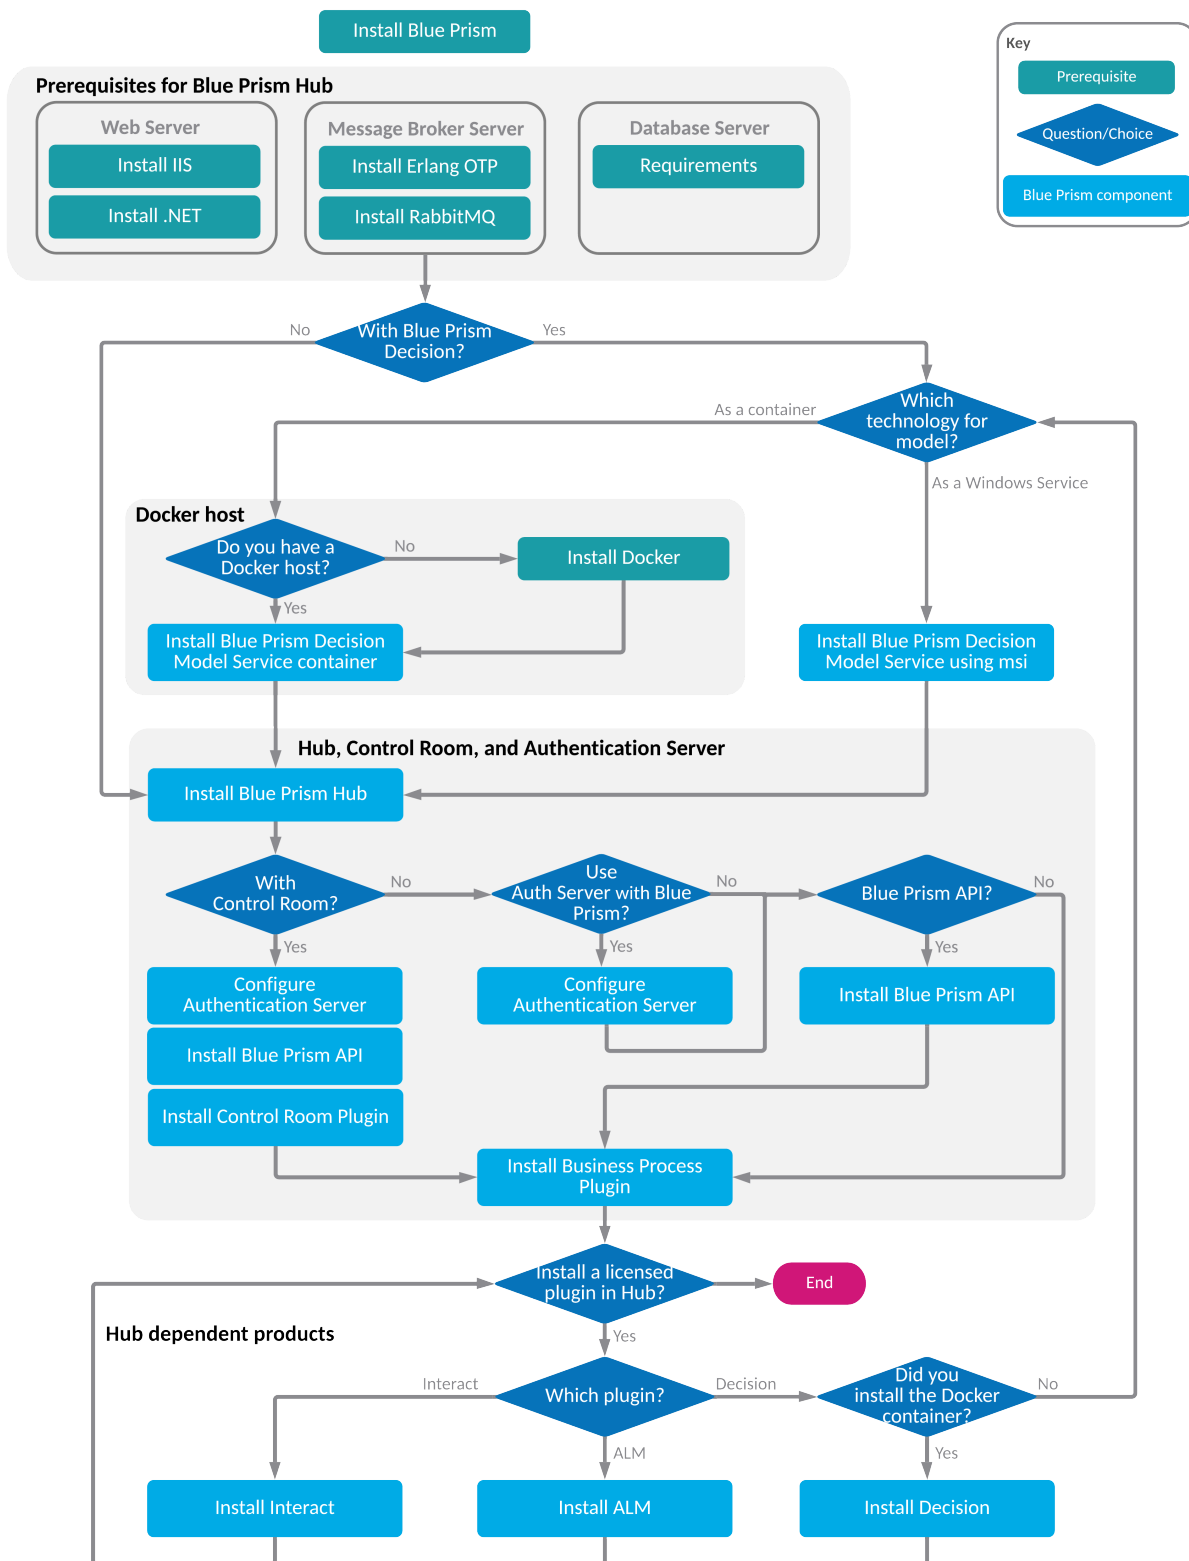 Install Blue Prism
Key
Prerequisite
Question/Choice
Blue Prism component
Prerequisites for Blue Prism Hub
Web Server
Install IIS
Install .NET
Message Broker Server
Install Erlang OTP
Install RabbitMQ
Database Server
Requirements
With Blue Prism
Decision?
No
Yes
Which
technology for
model?
As a container
As a Windows Service
Docker host
Do you have a
Docker host?
No
Install Docker
Yes
Install Blue Prism Decision
Model Service container
Install Blue Prism Decision
Model Service using msi
Hub, Control Room, and Authentication Server
Install Blue Prism Hub
With
Control Room?
No
Use
Auth Server with Blue
Prism?
No
Blue Prism API?
No
Yes
Yes
Yes
Configure
Authentication Server
Install Blue Prism API
Install Control Room Plugin
Configure
Authentication Server
Install Blue Prism API
Install Business Process
Plugin
Install a licensed
plugin in Hub?
End
Hub dependent products
Yes
Interact
Which plugin?
Decision
Did you
install the Docker
container?
No
ALM
Yes
Install Interact
Install ALM
Install Decision